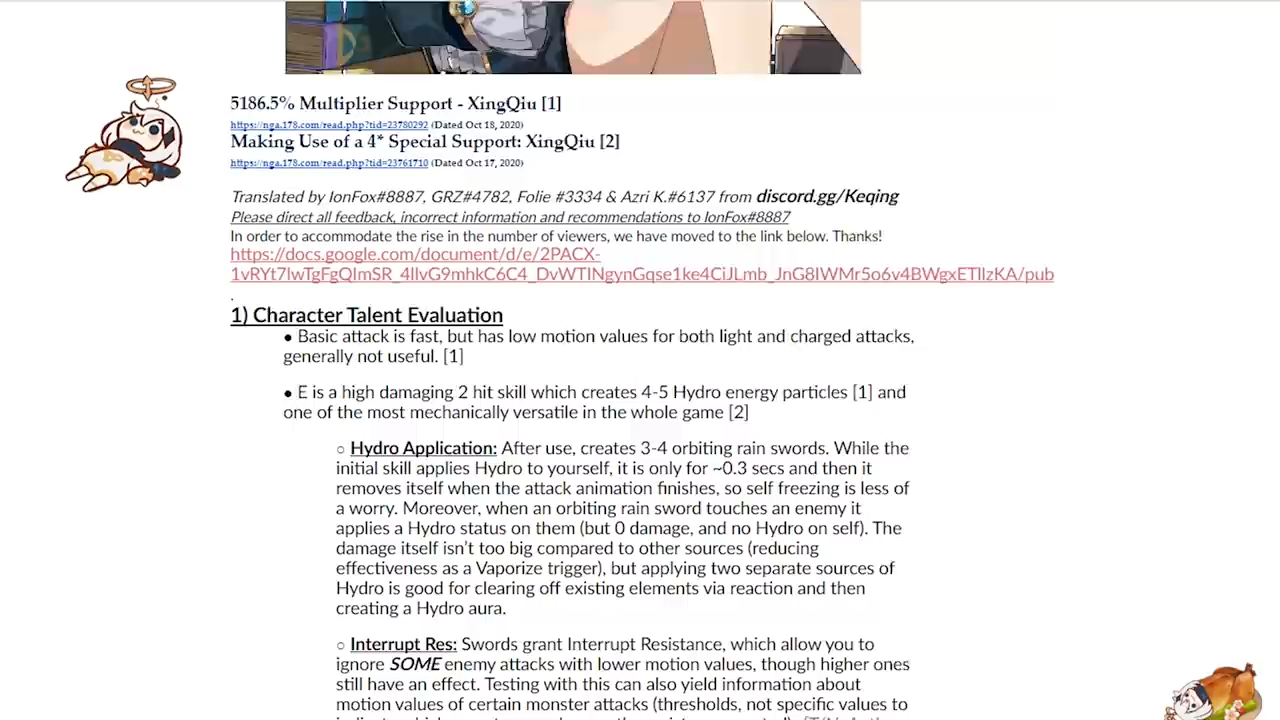 5186.5% Multiplier Support - XingQiu [1]
https://nga.178.com/read.php?tid=23780292 (Dated Oct 18, 2020)
Making Use of a 4* Special Support: XingQiu [2]
https://nga.178.com/read.php?tid=23761710 (Dated Oct 17, 2020)
Translated by IonFox#8887, GRZ#4782, Folie #3334 & Azri K.#6137 from discord.gg/Keqing
Please direct all feedback, incorrect information and recommendations to IonFox#8887
In order to accommodate the rise in the number of viewers, we have moved to the link below. Thanks!
https://docs.google.com/document/d/e/2PACX-
1vRYt7lwTgFgQlmSR_4IlvG9mhkC6C4_DvWTINgynGqse1ke4CiJLmb_JnG8IWMr5o6v4BWgxETlIzKA/pub
.
1) Character Talent Evaluation
● Basic attack is fast, but has low motion values for both light and charged attacks,
generally not useful. [1]
● E is a high damaging 2 hit skill which creates 4-5 Hydro energy particles [1] and
one of the most mechanically versatile in the whole game [2]
○ Hydro Application: After use, creates 3-4 orbiting rain swords. While the
initial skill applies Hydro to yourself, it is only for ~0.3 secs and then it
removes itself when the attack animation finishes, so self freezing is less of
a worry. Moreover, when an orbiting rain sword touches an enemy it
applies a Hydro status on them (but 0 damage, and no Hydro on self). The
damage itself isn't too big compared to other sources (reducing
effectiveness as a Vaporize trigger), but applying two separate sources of
Hydro is good for clearing off existing elements via reaction and then
creating a Hydro aura.
○ Interrupt Res: Swords grant Interrupt Resistance, which allow you to
ignore SOME enemy attacks with lower motion values, though higher ones
still have an effect. Testing with this can also yield information about
motion values of certain monster attacks (thresholds, not specific values to